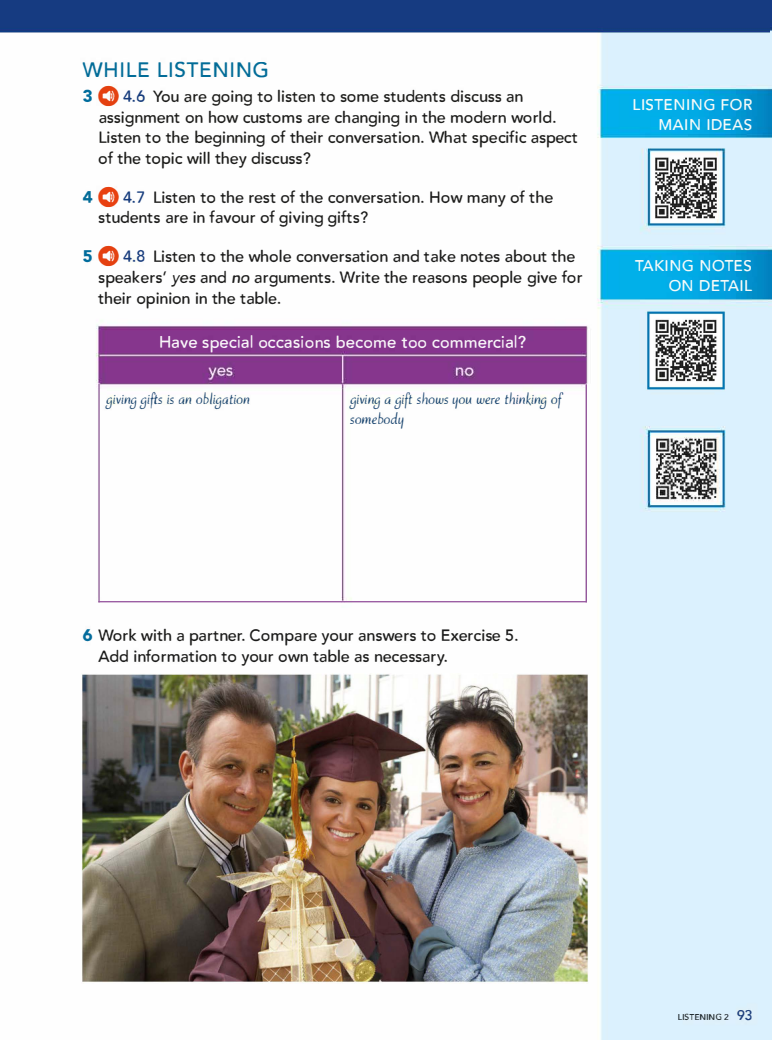 WHILE LISTENING
3 4.6 You are going to listen to some students discuss an
assignment on how customs are changing in the modern world.
Listen to the beginning of their conversation. What specific aspect
of the topic will they discuss?
LISTENING FOR
MAIN IDEAS
4 4.7 Listen to the rest of the conversation. How many of the
students are in favour of giving gifts?
5 4.8 Listen to the whole conversation and take notes about the
speakers’ yes and no arguments. Write the reasons people give for
their opinion in the table.
TAKING NOTES
ON DETAIL
Have special occasions become too commercial?
yes
no
giving gifts is an obligation
giving a gift shows you were thinking of
somebody
6 Work with a partner. Compare your answers to Exercise 5.
Add information to your own table as necessary.
LISTENING 2 93